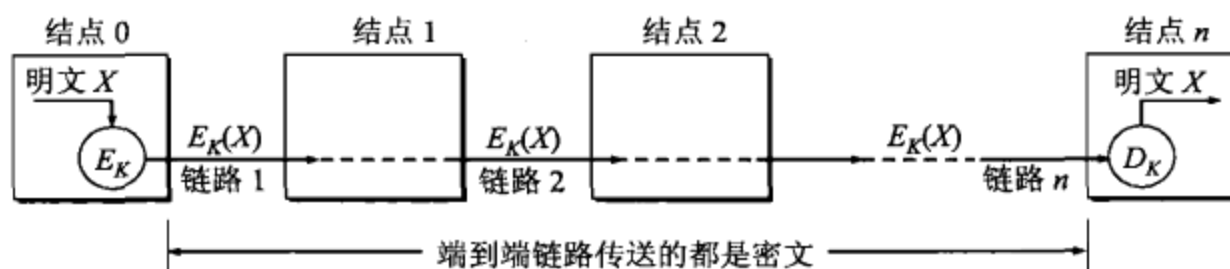 结点 0 结点 1 结点 2 结点 n
明文 X 明文 X
E_K E_K(X) E_K(X) E_K(X) D_K
链路 1 链路 2 链路 n
端到端链路传送的都是密文